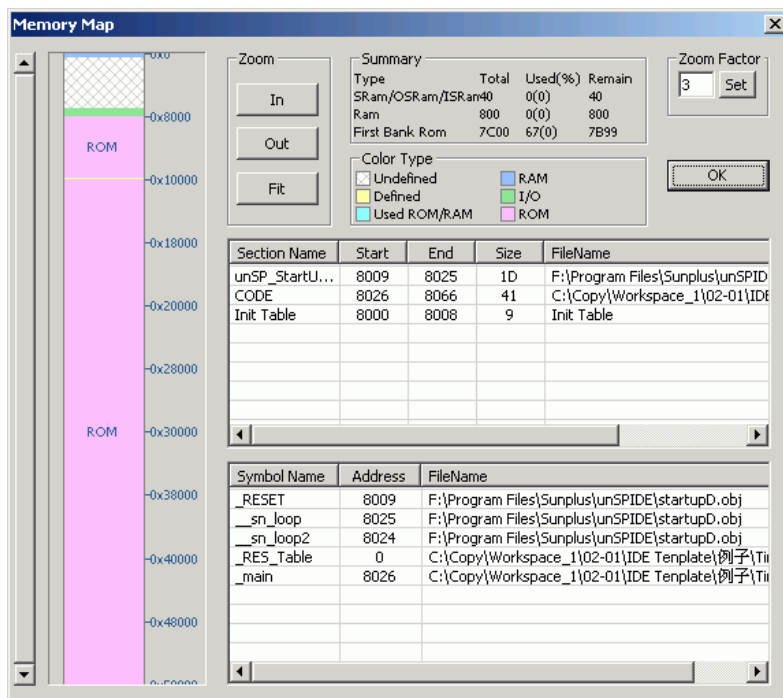 Memory Map
0x0
0x8000
ROM
0x10000
0x18000
0x20000
0x28000
ROM
0x30000
0x38000
0x40000
0x48000
Zoom
In
Out
Fit
Summary
Type Total Used(%) Remain
SRam/OSRam/ISRam 40 0(0) 40
Ram 800 0(0) 800
First Bank Rom 7C00 67(0) 7B99
Color Type
Undefined RAM
Defined I/O
Used ROM/RAM ROM
Zoom Factor
3 Set
OK
Section Name Start End Size FileName
unSP_StartU... 8009 8025 1D F:\Program Files\Sunplus\unSPID
CODE 8026 8066 41 C:\Copy\Workspace_1\02-01\IDE
Init Table 8000 8008 9 Init Table
Symbol Name Address FileName
_RESET 8009 F:\Program Files\Sunplus\unSPIDE\startupD.obj
__sn_loop 8025 F:\Program Files\Sunplus\unSPIDE\startupD.obj
__sn_loop2 8024 F:\Program Files\Sunplus\unSPIDE\startupD.obj
_RES_Table 0 C:\Copy\Workspace_1\02-01\IDE Tenplate\例子\Ti
_main 8026 C:\Copy\Workspace_1\02-01\IDE Tenplate\例子\Ti